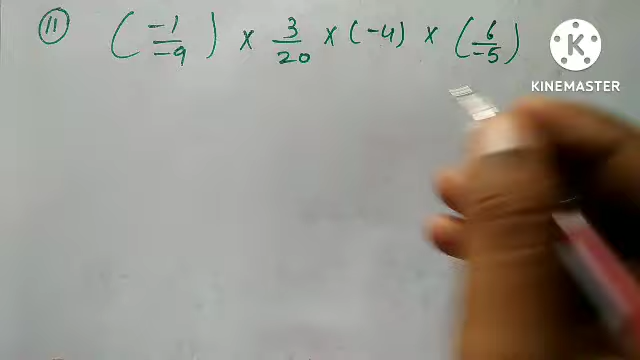 11 (-1/-9) × 3/20 × (-4) × (6/-5)
KINEMASTER